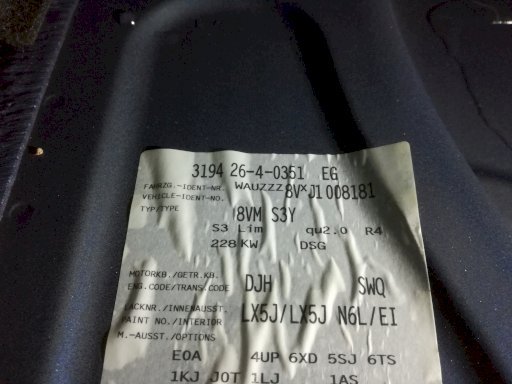 3194 26-4-0351 EG
FAHRZG.-IDENT-NR. WAUZZZ8VXJ1008181
VEHICLE-IDENT-NO.
TYP/TYPE 8VM S3Y
S3 Lim qu2.0 R4
228 KW DSG
MOTORKB./GETR.KB.
ENG.CODE/TRANS.CODE DJH SWQ
LACKNR./INNENAUSST.
PAINT NO./INTERIOR LX5J/LX5J N6L/EI
M.-AUSST./OPTIONS
E0A 4UP 6XD 5SJ 6TS
1KJ J0T 1LJ 1AS